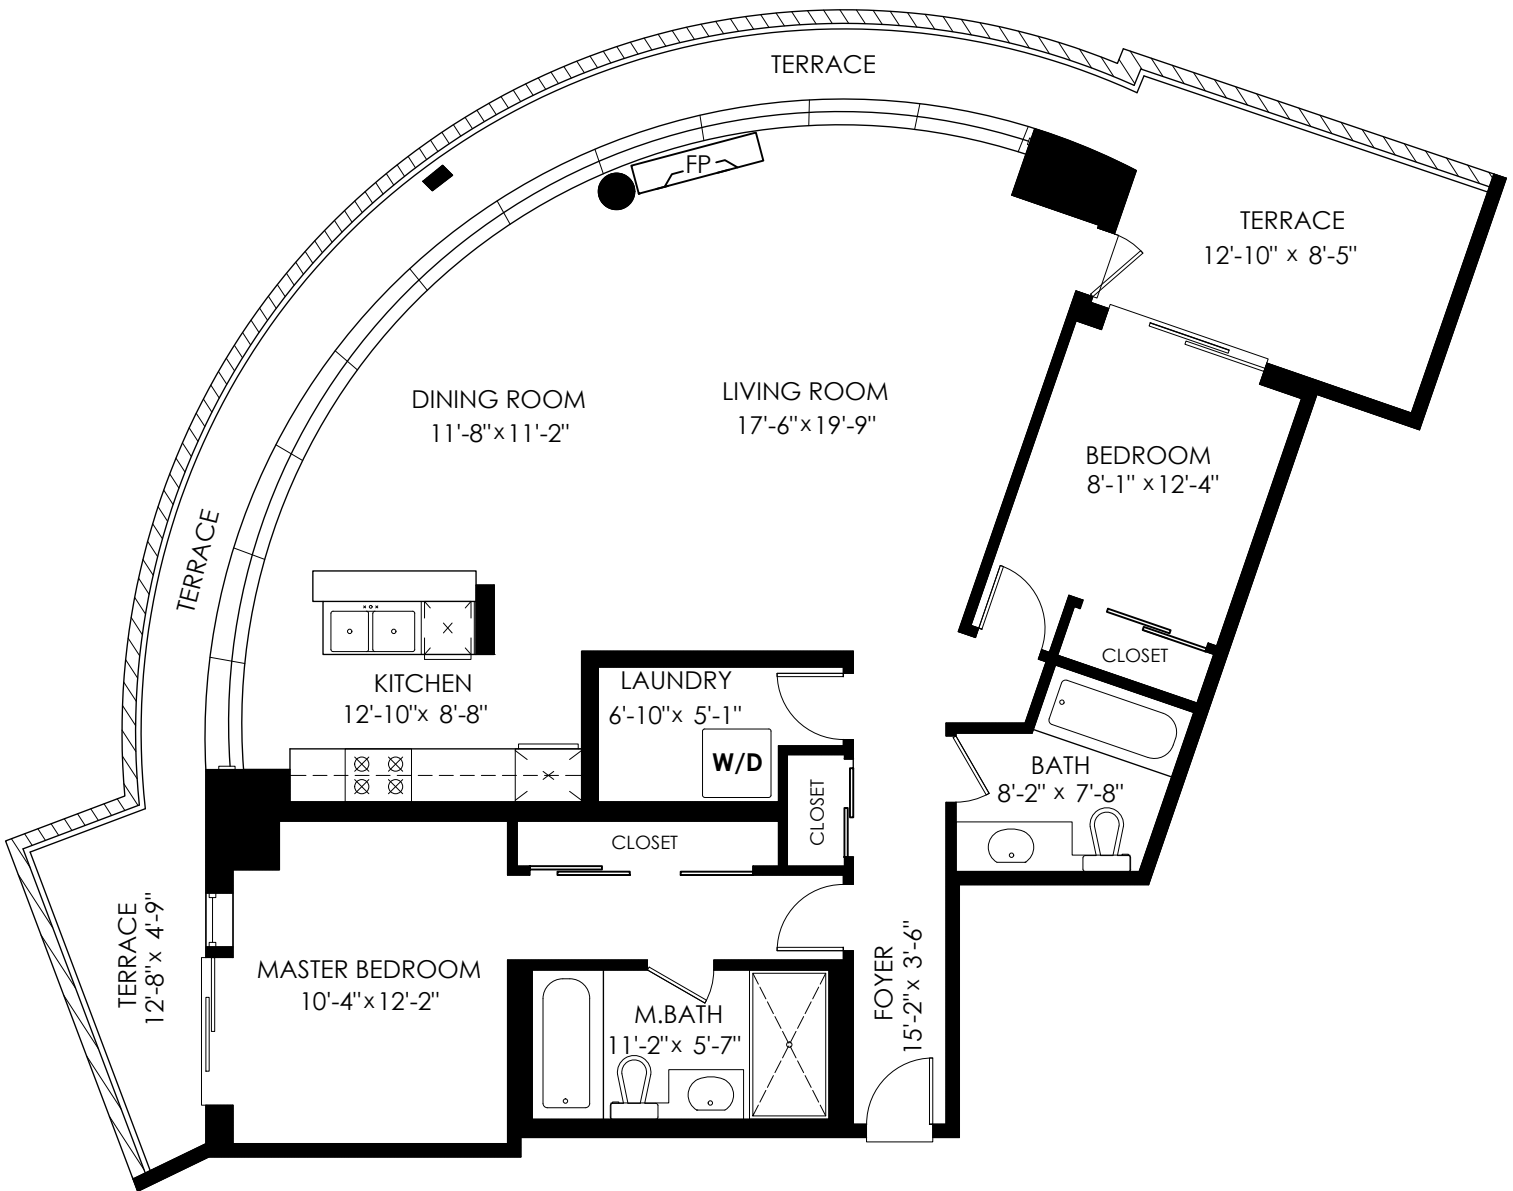 TERRACE
FP
TERRACE
12'-10" x 8'-5"
DINING ROOM
11'-8"x11'-2"
LIVING ROOM
17'-6"x19'-9"
BEDROOM
8'-1" x12'-4"
TERRACE
CLOSET
KITCHEN
12'-10"x 8'-8"
LAUNDRY
6'-10"x 5'-1"
W/D
BATH
8'-2" x 7'-8"
CLOSET
CLOSET
TERRACE
12'-8"x 4'-9"
MASTER BEDROOM
10'-4"x12'-2"
M.BATH
11'-2"x 5'-7"
FOYER
15'-2"x 3'-6"